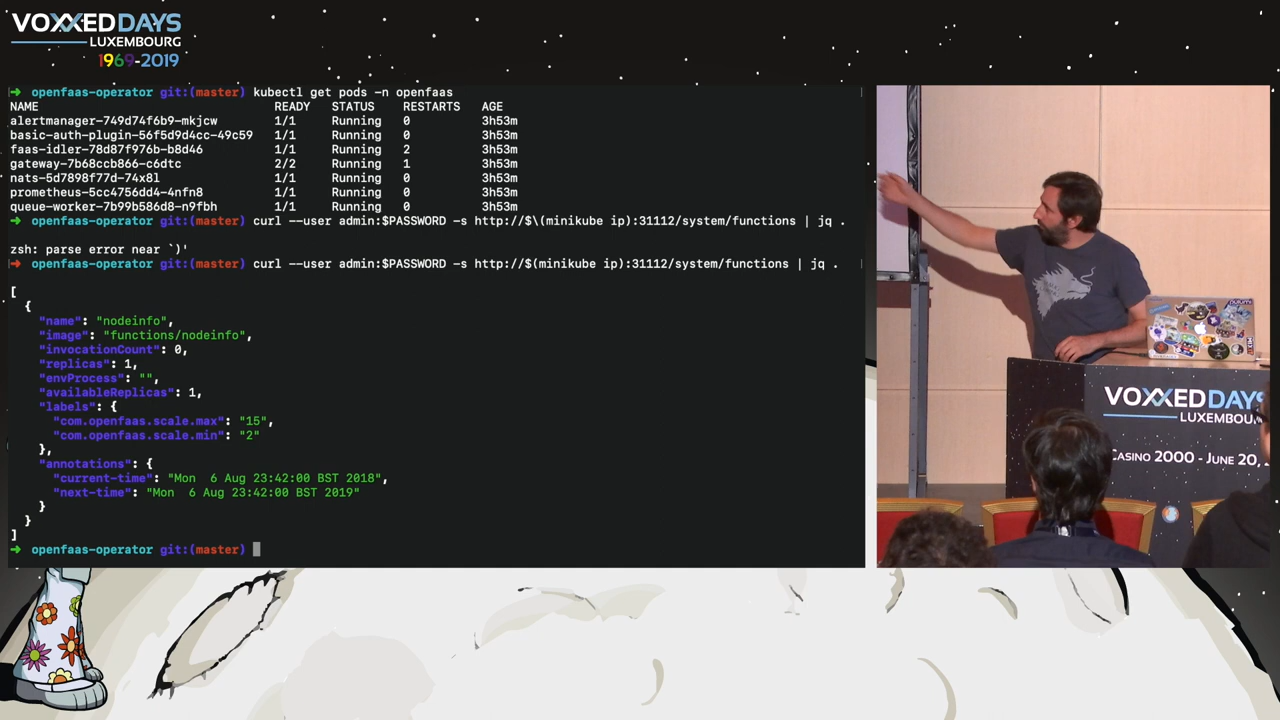 VOXXED DAYS
LUXEMBOURG
1969-2019
➜ openfaas-operator git:(master) kubectl get pods -n openfaas
NAME READY STATUS RESTARTS AGE
alertmanager-749d74f6b9-mkjcw 1/1 Running 0 3h53m
basic-auth-plugin-56f5d9d4cc-49c59 1/1 Running 0 3h53m
faas-idler-78d87f976b-b8d46 1/1 Running 2 3h53m
gateway-7b68ccb866-c6dtc 2/2 Running 1 3h53m
nats-5d7898f77d-74x8l 1/1 Running 0 3h53m
prometheus-5cc4756dd4-4nfn8 1/1 Running 0 3h53m
queue-worker-7b99b586d8-n9fbh 1/1 Running 0 3h53m
➜ openfaas-operator git:(master) curl --user admin:$PASSWORD -s http://$\(minikube ip):31112/system/functions | jq .
zsh: parse error near `)'
➜ openfaas-operator git:(master) curl --user admin:$PASSWORD -s http://$(minikube ip):31112/system/functions | jq .
[
{
"name": "nodeinfo",
"image": "functions/nodeinfo",
"invocationCount": 0,
"replicas": 1,
"envProcess": "",
"availableReplicas": 1,
"labels": {
"com.openfaas.scale.max": "15",
"com.openfaas.scale.min": "2"
},
"annotations": {
"current-time": "Mon  6 Aug 23:42:00 BST 2018",
"next-time": "Mon  6 Aug 23:42:00 BST 2019"
}
}
]
➜ openfaas-operator git:(master)
VOXXED DAYS
LUXEMBOU
CASINO 2000 - JUNE 20,